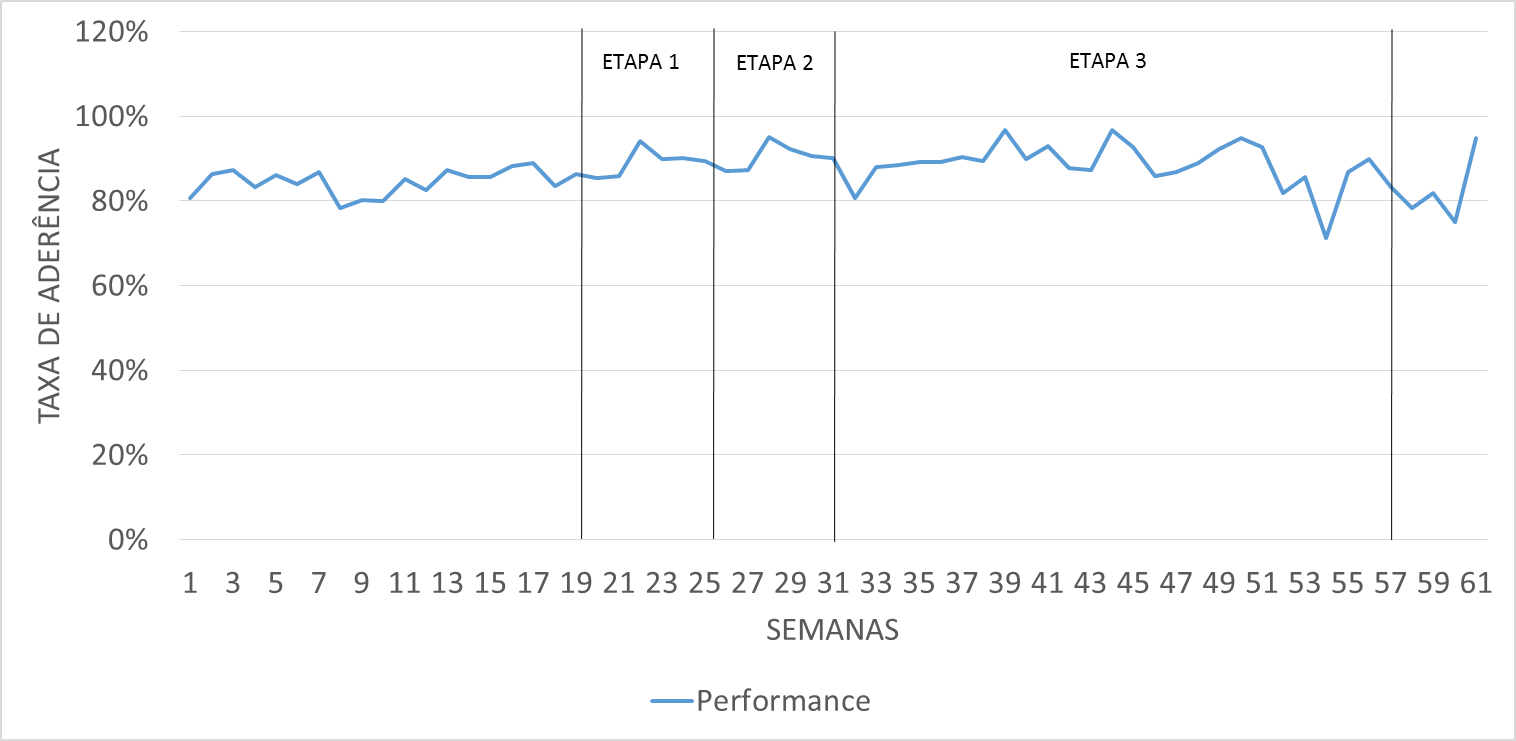 120%
ETAPA 1
ETAPA 2
ETAPA 3
100%
80%
60%
40%
20%
0%
TAXA DE ADERÊNCIA
1 3 5 7 9 11 13 15 17 19 21 23 25 27 29 31 33 35 37 39 41 43 45 47 49 51 53 55 57 59 61
SEMANAS
Performance